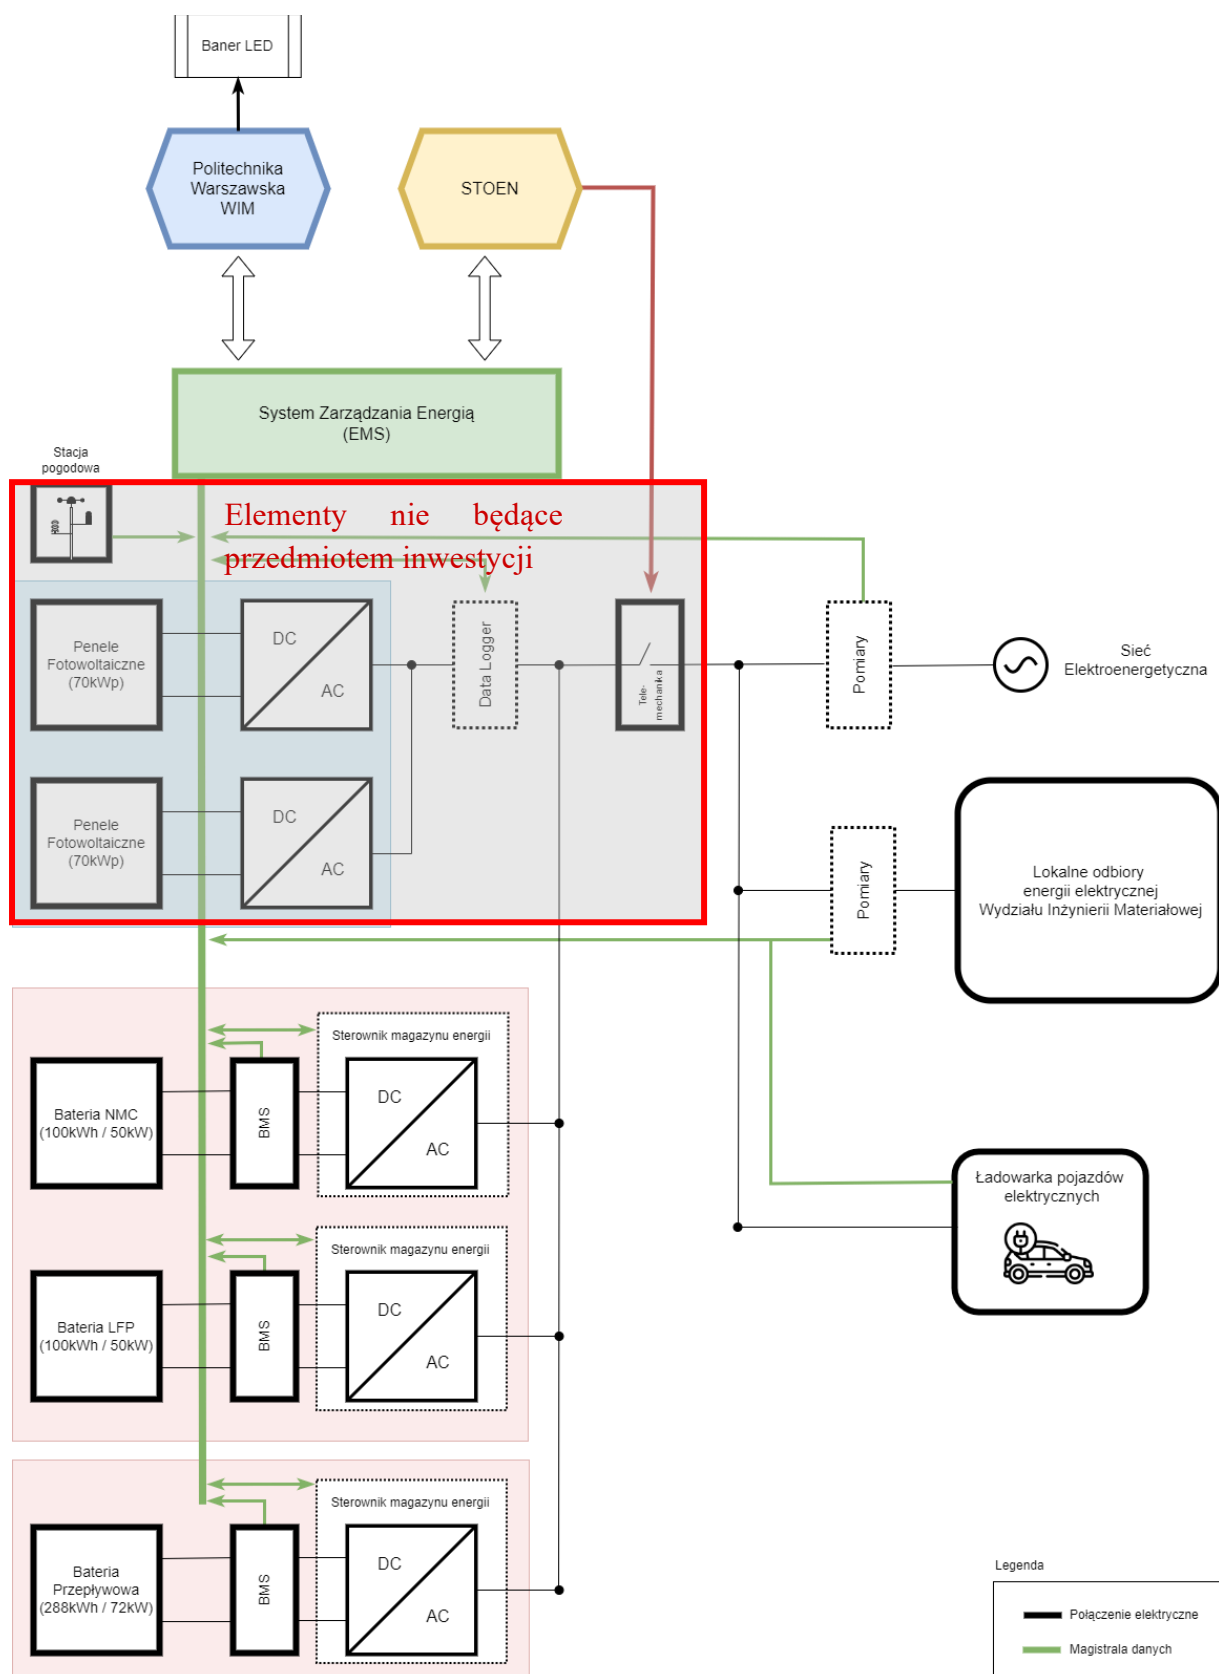 Baner LED
Politechnika
Warszawska
WIM
STOEN
System Zarządzania Energią
(EMS)
Stacja
pogodowa
Elementy nie będące
przedmiotem inwestycji
Penele
Fotowoltaiczne
(70kWp)
DC
AC
Data Logger
Tele-
mechanika
Pomiary
Sieć
Elektroenergetyczna
Penele
Fotowoltaiczne
(70kWp)
DC
AC
Pomiary
Lokalne odbiory
energii elektrycznej
Wydziału Inżynierii Materiałowej
Sterownik magazynu energii
Bateria NMC
(100kWh / 50kW)
BMS
DC
AC
Ładowarka pojazdów
elektrycznych
Sterownik magazynu energii
Bateria LFP
(100kWh / 50kW)
BMS
DC
AC
Sterownik magazynu energii
Bateria
Przepływowa
(288kWh / 72kW)
BMS
DC
AC
Legenda
Połączenie elektryczne
Magistrala danych